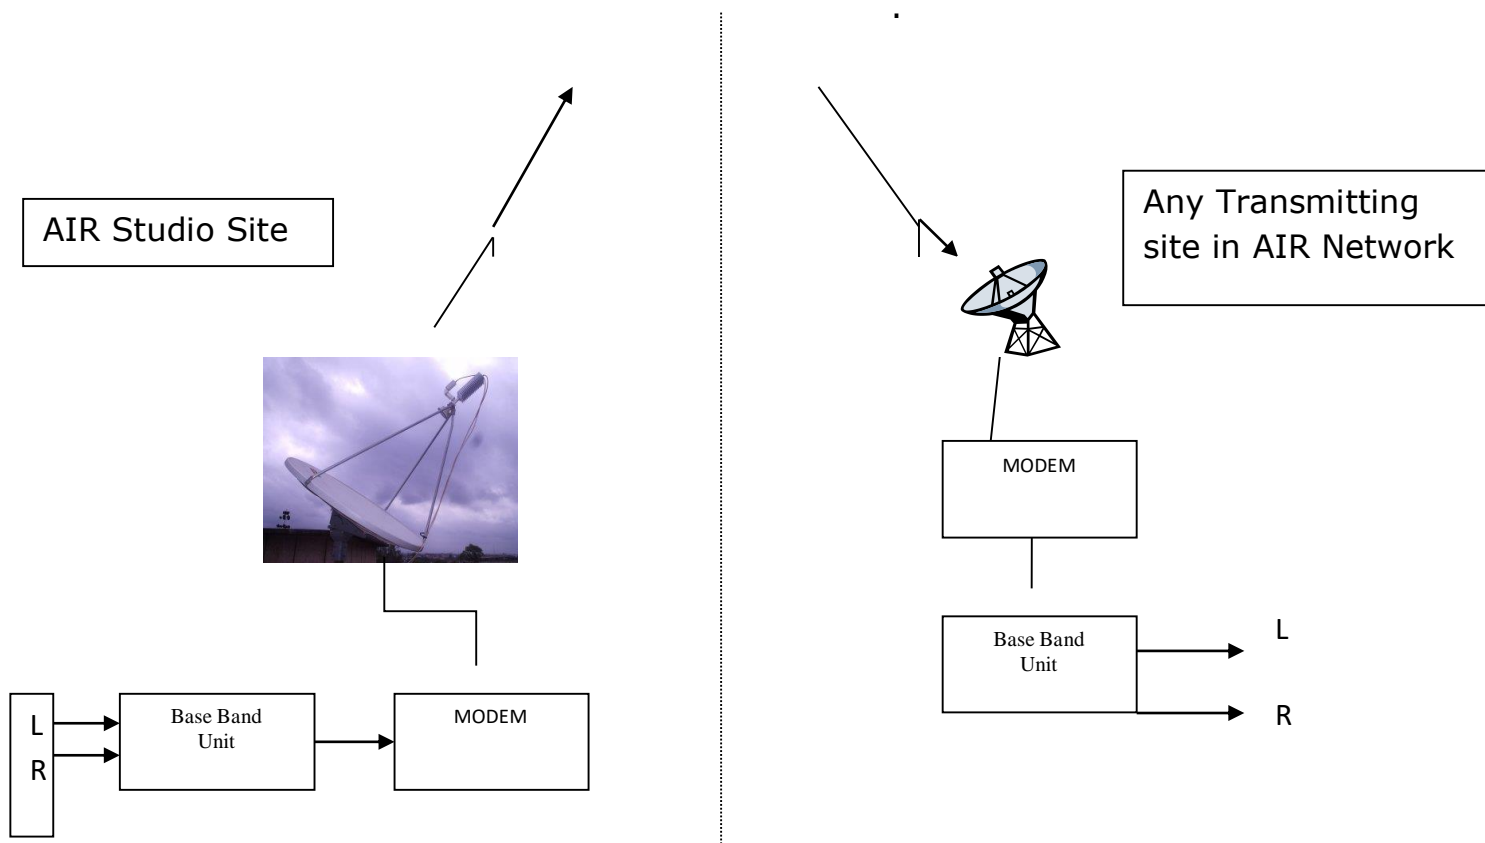 .
AIR Studio Site
Any Transmitting
site in AIR Network
MODEM
Base Band
Unit
L
R
L
R
Base Band
Unit
MODEM